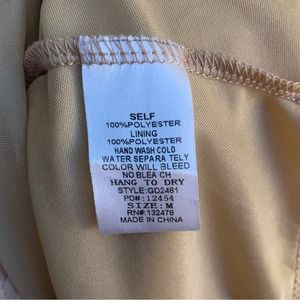 SELF
100%POLYESTER
LINING
100%POLYESTER
HAND WASH COLD
WATER SEPARA TELY
COLOR WILL BLEED
NO BLEA CH
HANG TO DRY
STYLE:GD2481
PO#:12454
SIZE:M
RN#:132478
MADE IN CHINA